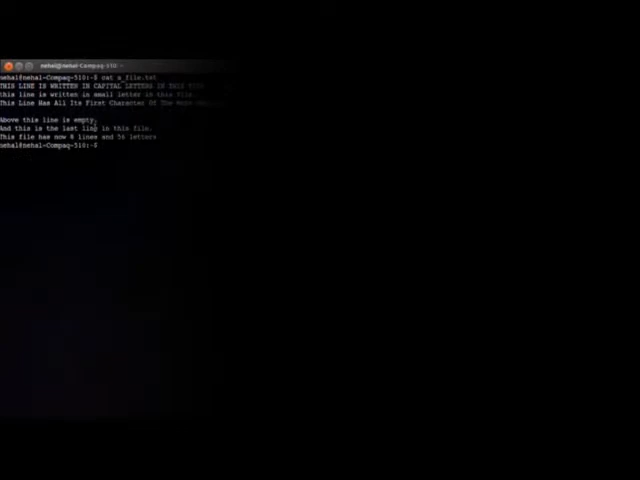 nehal@nehal-Compaq-510: ~
nehal@nehal-Compaq-510:~$ cat a_file.txt
THIS LINE IS WRITTEN IN CAPITAL LETTERS IN THIS FILE
this line is written in small letter in this file.
This Line Has All Its First Character Of The Word
Above this line is empty.
And this is the last line in this file.
This file has now 8 lines and 56 letters
nehal@nehal-Compaq-510:~$